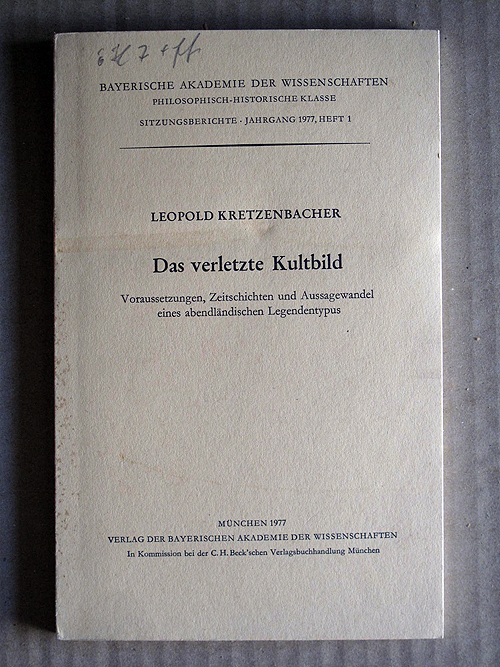 BAYERISCHE AKADEMIE DER WISSENSCHAFTEN
PHILOSOPHISCH-HISTORISCHE KLASSE
SITZUNGSBERICHTE · JAHRGANG 1977, HEFT 1
LEOPOLD KRETZENBACHER
Das verletzte Kultbild
Voraussetzungen, Zeitschichten und Aussagewandel
eines abendländischen Legendentypus
MÜNCHEN 1977
VERLAG DER BAYERISCHEN AKADEMIE DER WISSENSCHAFTEN
In Kommission bei der C. H. Beck'schen Verlagsbuchhandlung München